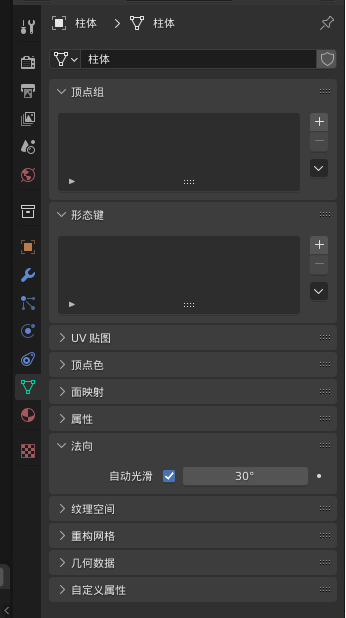 柱体 柱体
柱体
顶点组
形态键
UV 贴图
顶点色
面映射
属性
法向
自动光滑 30°
纹理空间
重构网格
几何数据
自定义属性